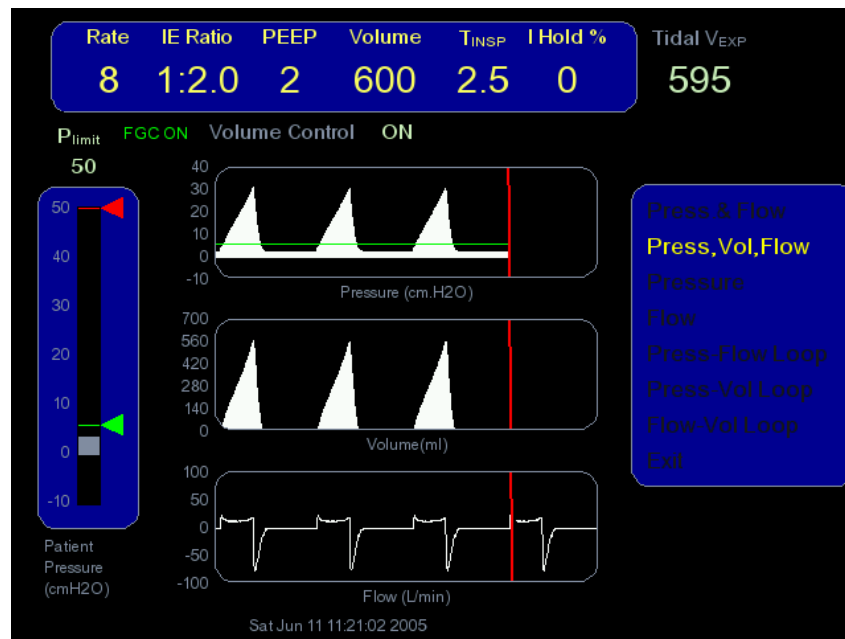 Rate IE Ratio PEEP Volume TINSP I Hold % Tidal VEXP
8 1:2.0 2 600 2.5 0 595
Plimit FGC ON Volume Control ON
50
50
40
30
20
10
0
-10
Patient
Pressure
(cmH2O)
40
30
20
10
0
-10
Pressure (cm.H2O)
700
560
420
280
140
0
Volume(ml)
100
50
0
-50
-100
Flow (L/min)
Sat Jun 11 11:21:02 2005
Press & Flow
Press,Vol,Flow
Pressure
Flow
Press-Flow Loop
Press-Vol Loop
Flow-Vol Loop
Exit